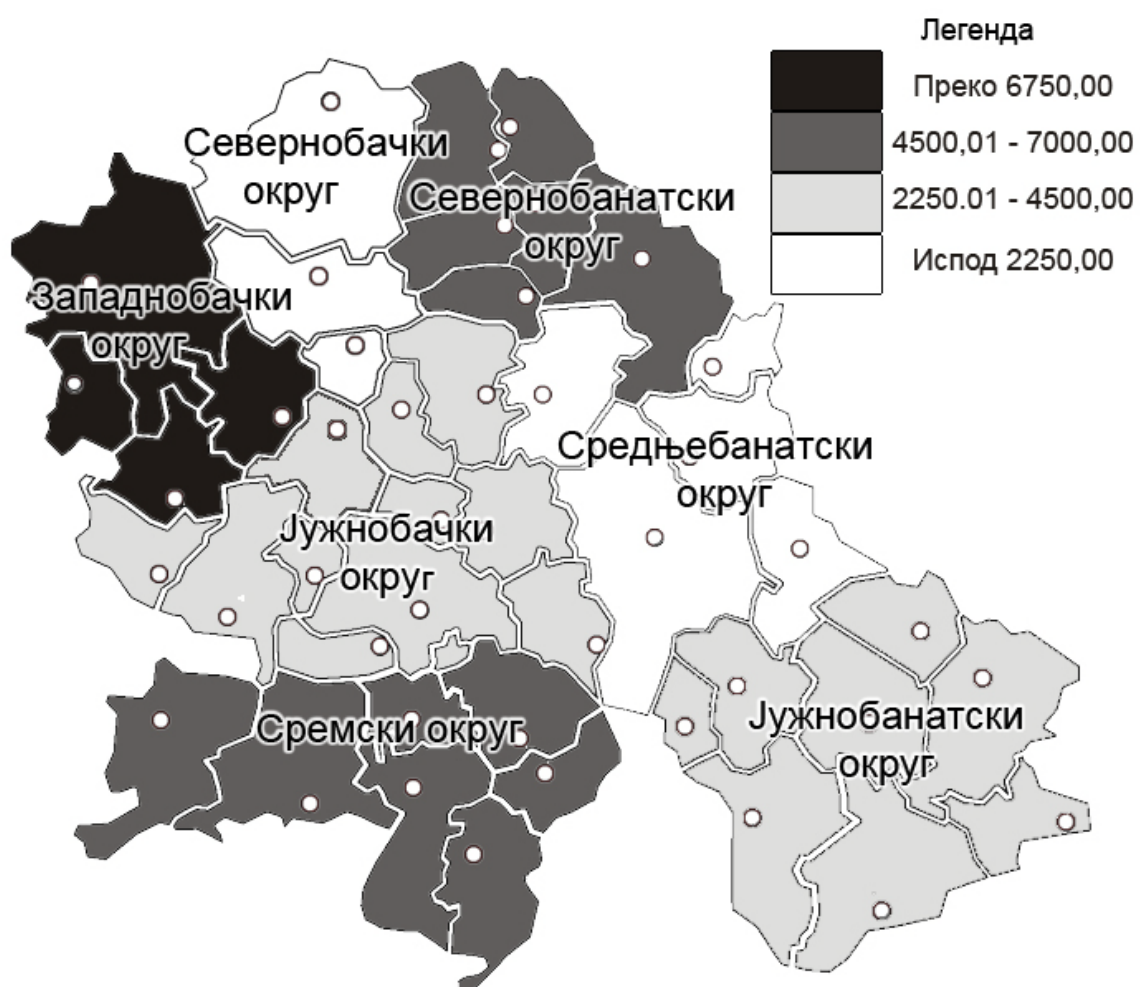 Легенда
Преко 6750,00
4500,01 - 7000,00
2250.01 - 4500,00
Испод 2250,00
Севернобачки
округ
Севернобанатски
округ
Западнобачки
округ
Средњебанатски
округ
Јужнобачки
округ
Сремски округ
Јужнобанатски
округ